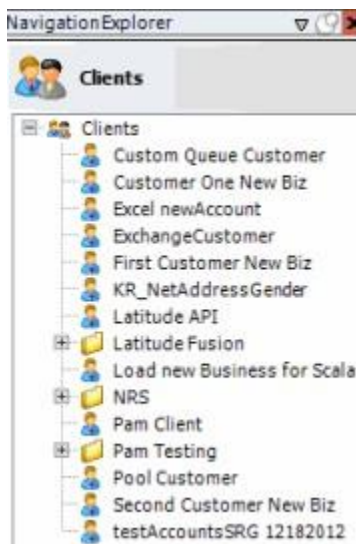 NavigationExplorer
Clients
Clients
Custom Queue Customer
Customer One New Biz
Excel newAccount
ExchangeCustomer
First Customer New Biz
KR_NetAddressGender
Latitude API
Latitude Fusion
Load new Business for Scala
NRS
Pam Client
Pam Testing
Pool Customer
Second Customer New Biz
testAccountsSRG 12182012